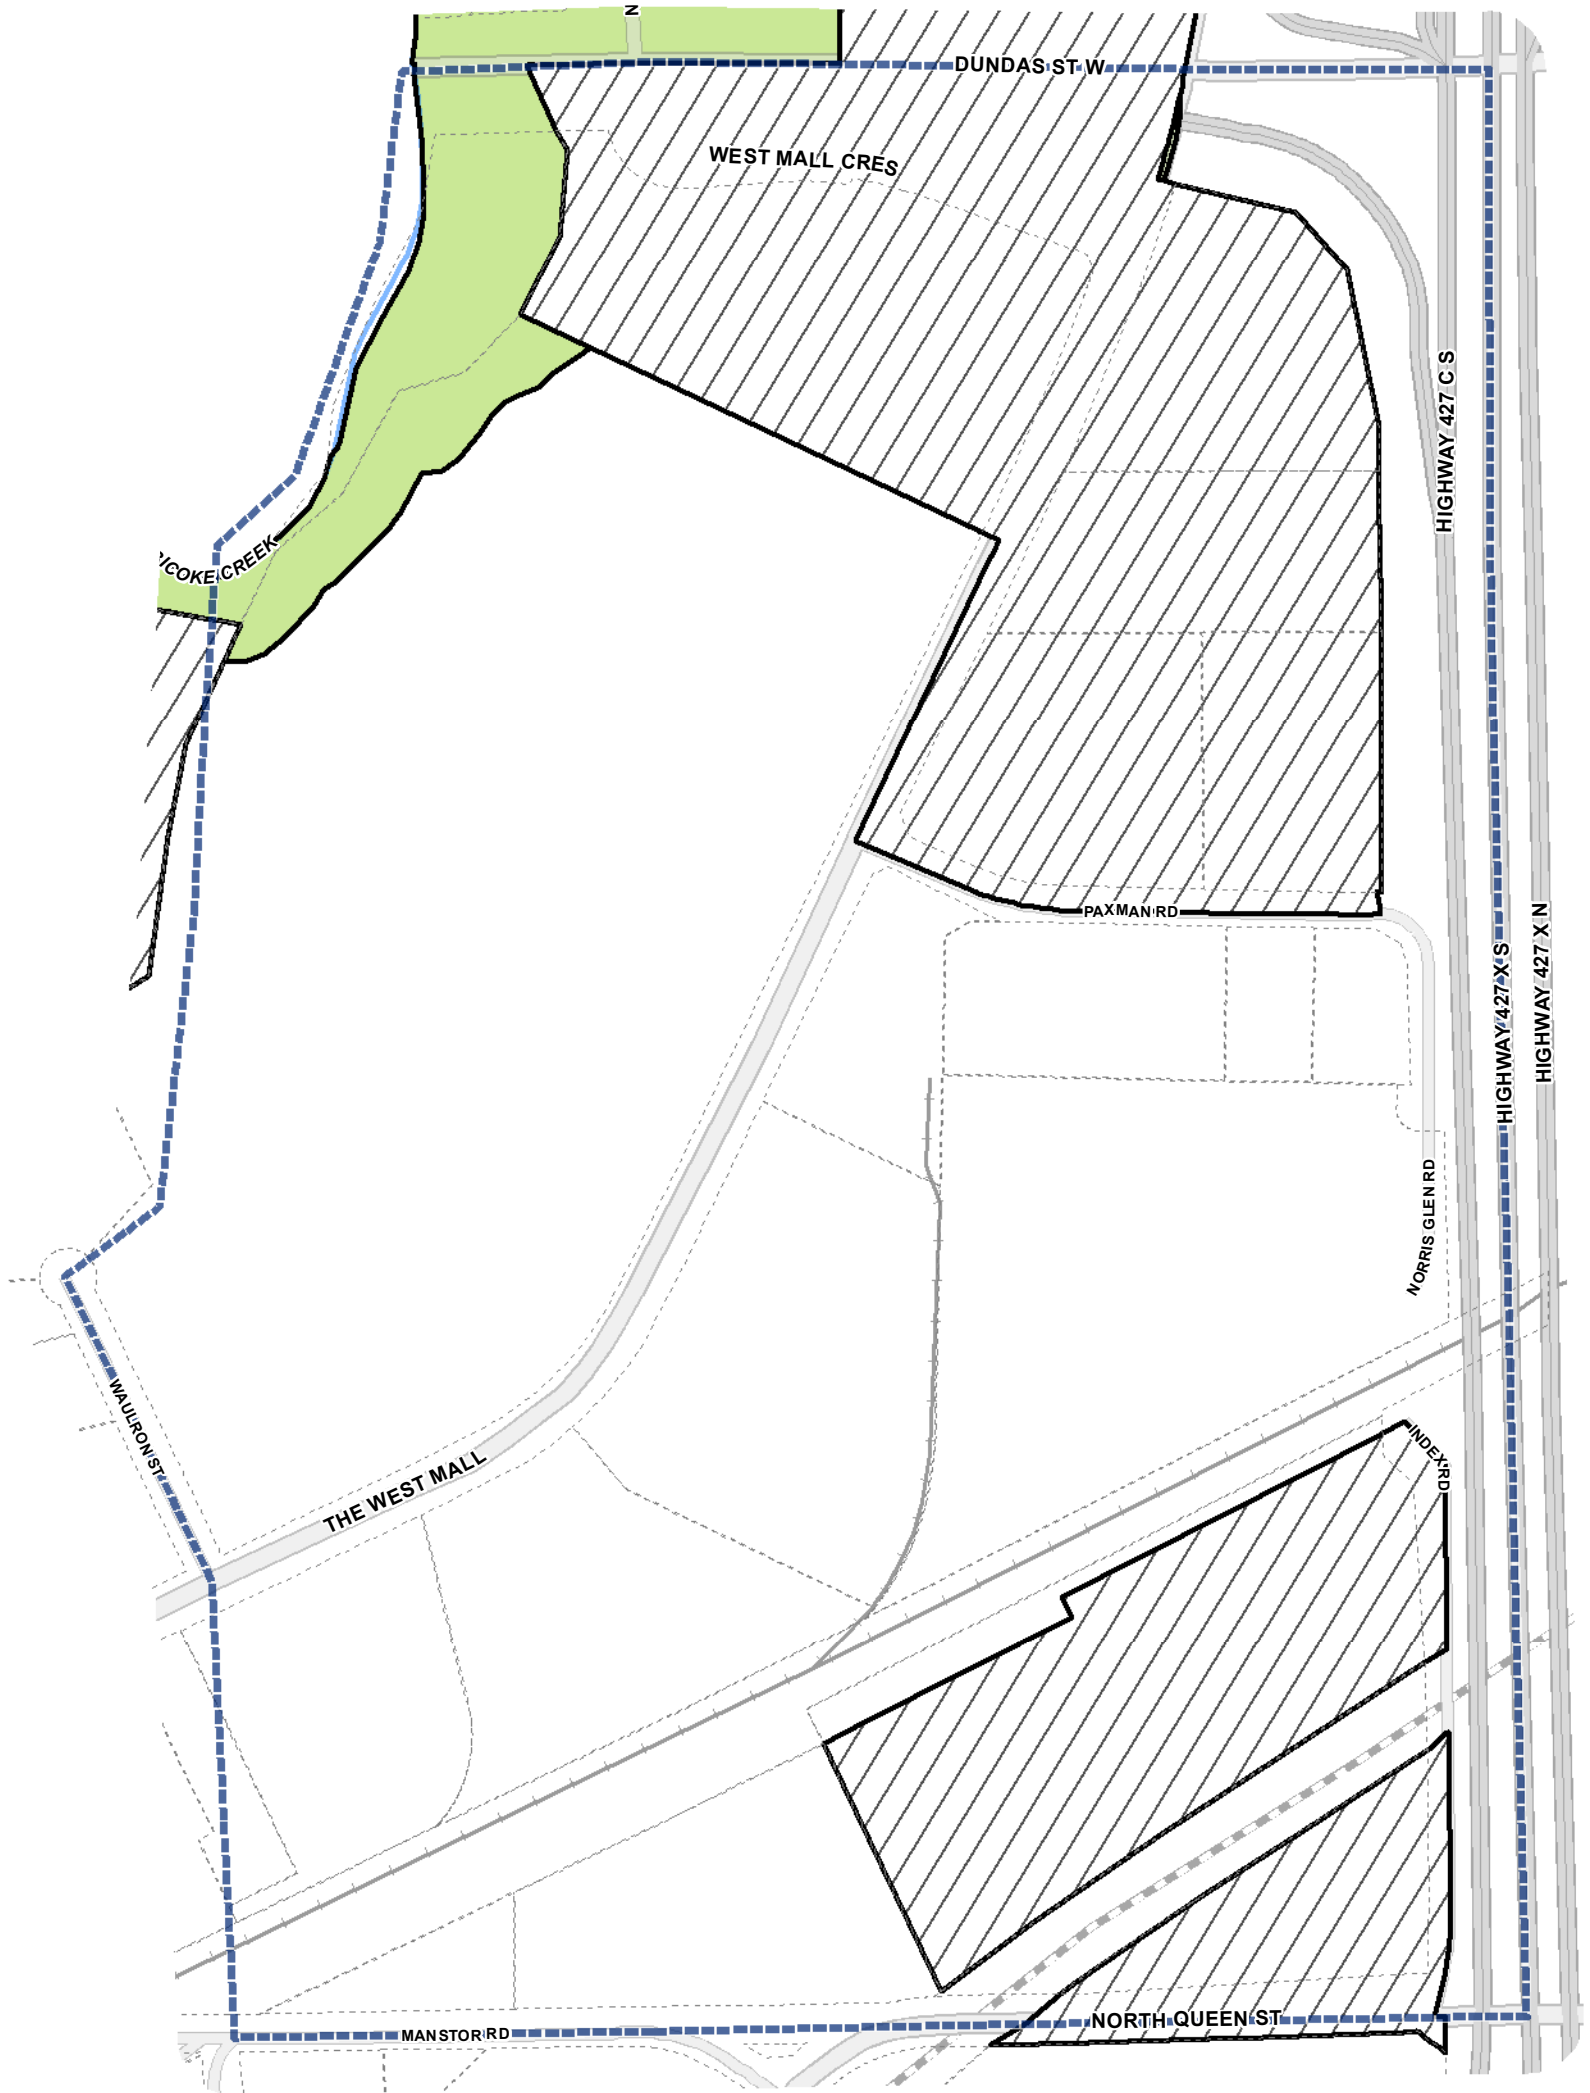 N
DUNDAS ST W
WEST MALL CRES
HIGHWAY 427 C S
ICOKE CREEK
PAXMAN RD
HIGHWAY 427 X S
HIGHWAY 427 X N
NORRIS GLEN RD
WAULRON ST
THE WEST MALL
INDEX RD
NORTH QUEEN ST
MANSTOR RD